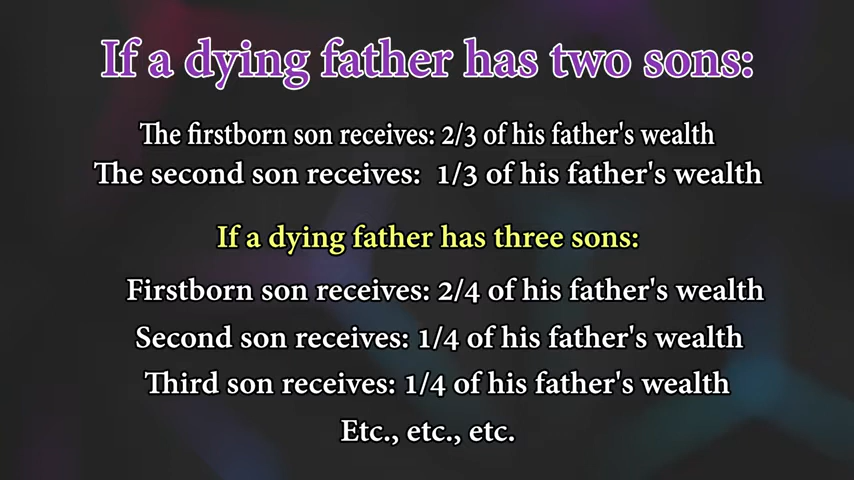 If a dying father has two sons:
The firstborn son receives: 2/3 of his father's wealth
The second son receives: 1/3 of his father's wealth
If a dying father has three sons:
Firstborn son receives: 2/4 of his father's wealth
Second son receives: 1/4 of his father's wealth
Third son receives: 1/4 of his father's wealth
Etc., etc., etc.